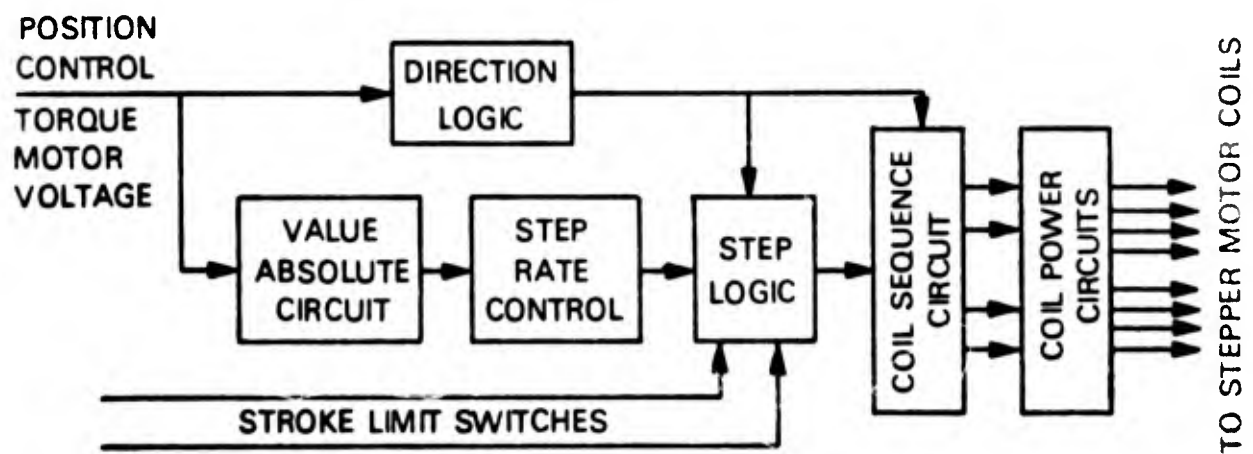 POSITION
CONTROL
TORQUE
MOTOR
VOLTAGE
DIRECTION
LOGIC
VALUE
ABSOLUTE
CIRCUIT
STEP
RATE
CONTROL
STEP
LOGIC
STROKE LIMIT SWITCHES
COIL SEQUENCE
CIRCUIT
COIL POWER
CIRCUITS
TO STEPPER MOTOR COILS